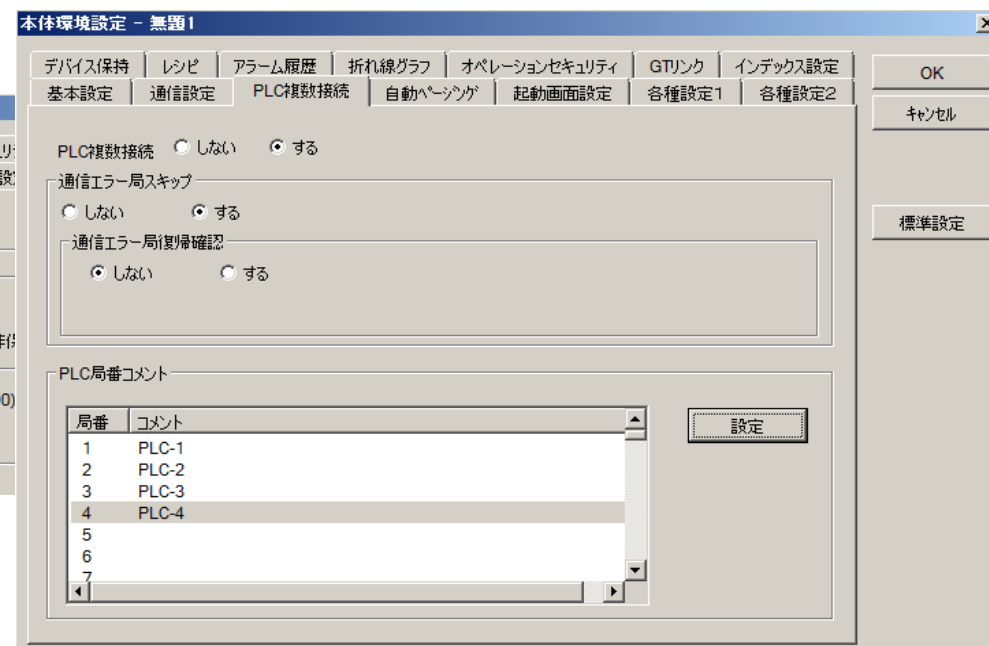 本体環境設定 - 無題1
デバイス保持 レシピ アラーム履歴 折れ線グラフ オペレーションセキュリティ GTリンク インデックス設定
基本設定 通信設定 PLC複数接続 自動ページング 起動画面設定 各種設定1 各種設定2
OK
キャンセル
標準設定
PLC複数接続 しない する
通信エラー局スキップ
しない する
通信エラー局復帰確認
しない する
PLC局番コメント
局番 コメント
1 PLC-1
2 PLC-2
3 PLC-3
4 PLC-4
5
6
7
設定